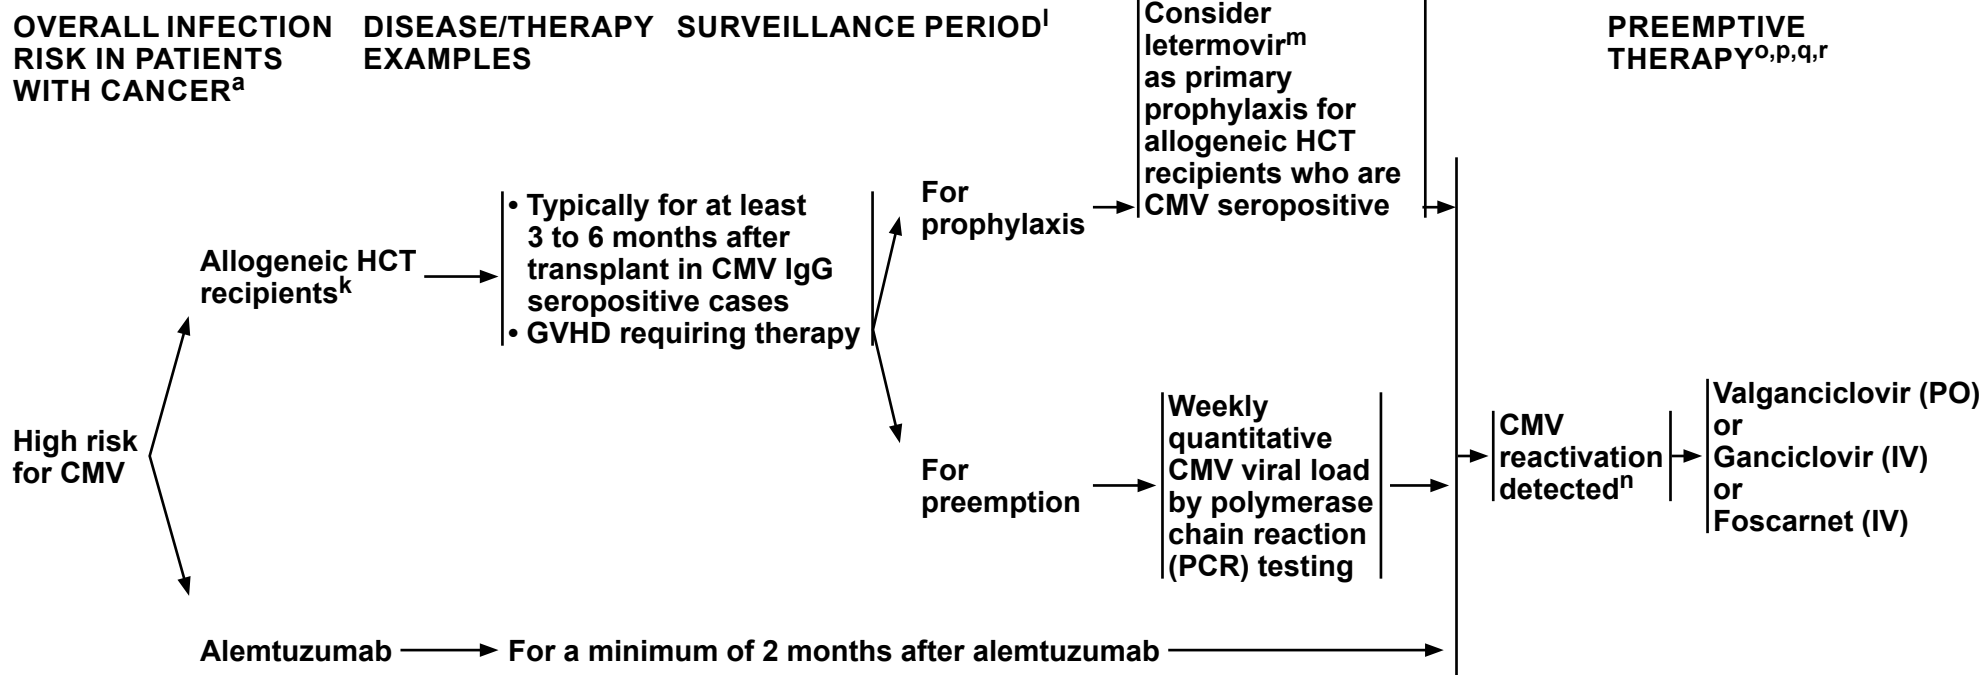 OVERALL INFECTION
RISK IN PATIENTS
WITH CANCERa
DISEASE/THERAPY
EXAMPLES
SURVEILLANCE PERIODl
PREEMPTIVE
THERAPYo,p,q,r
High risk
for CMV
Allogeneic HCT
recipientsk
• Typically for at least
3 to 6 months after
transplant in CMV IgG
seropositive cases
• GVHD requiring therapy
For
prophylaxis
Consider
letermovirm
as primary
prophylaxis for
allogeneic HCT
recipients who are
CMV seropositive
For
preemption
Weekly
quantitative
CMV viral load
by polymerase
chain reaction
(PCR) testing
Alemtuzumab
For a minimum of 2 months after alemtuzumab
CMV
reactivation
detectedn
Valganciclovir (PO)
or
Ganciclovir (IV)
or
Foscarnet (IV)